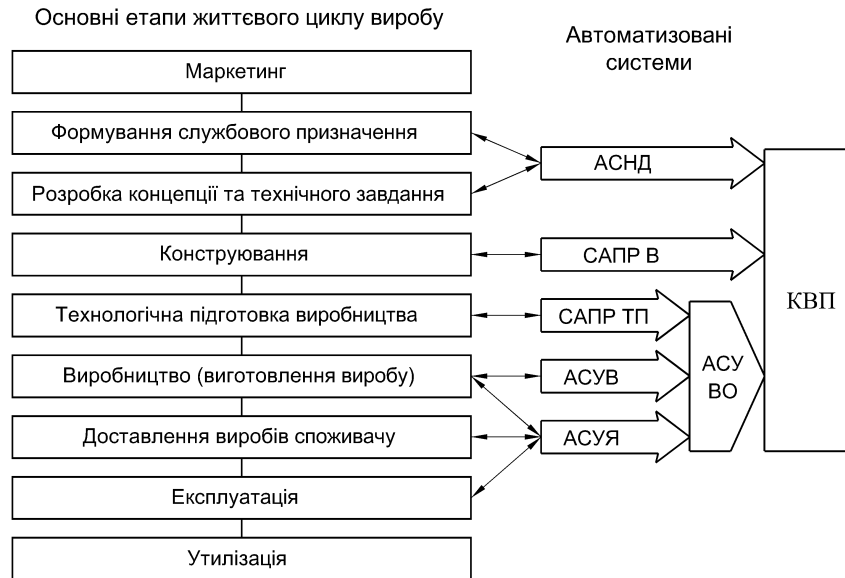 Основні етапи життєвого циклу виробу
Автоматизовані
системи
Маркетинг
Формування службового призначення
Розробка концепції та технічного завдання
Конструювання
Технологічна підготовка виробництва
Виробництво (виготовлення виробу)
Доставлення виробів споживачу
Експлуатація
Утилізація
АСНД
САПР В
САПР ТП
АСУВ
АСУЯ
АСУ
ВО
КВП